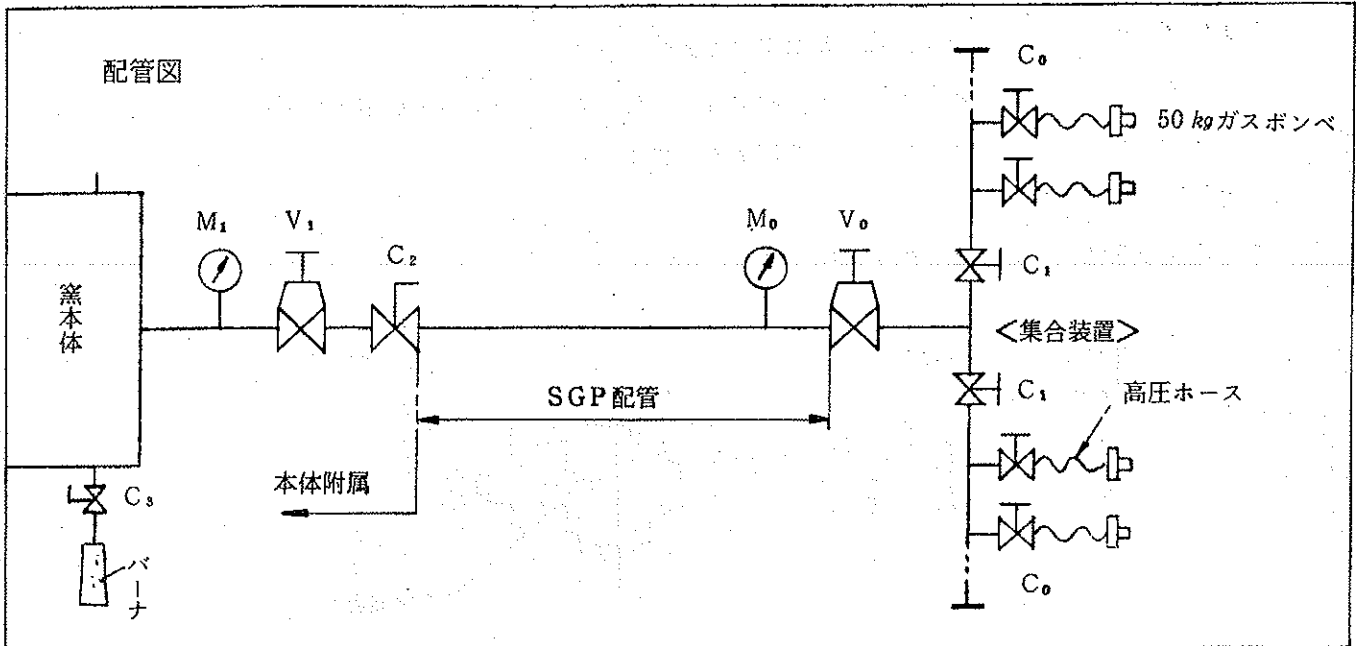 配管図
C₀
50 kgガスボンベ
M₁
V₁
C₂
M₀
V₀
C₁
窯本体
<集合装置>
SGP配管
C₁
高圧ホース
本体附属
C₃
バーナ
C₀